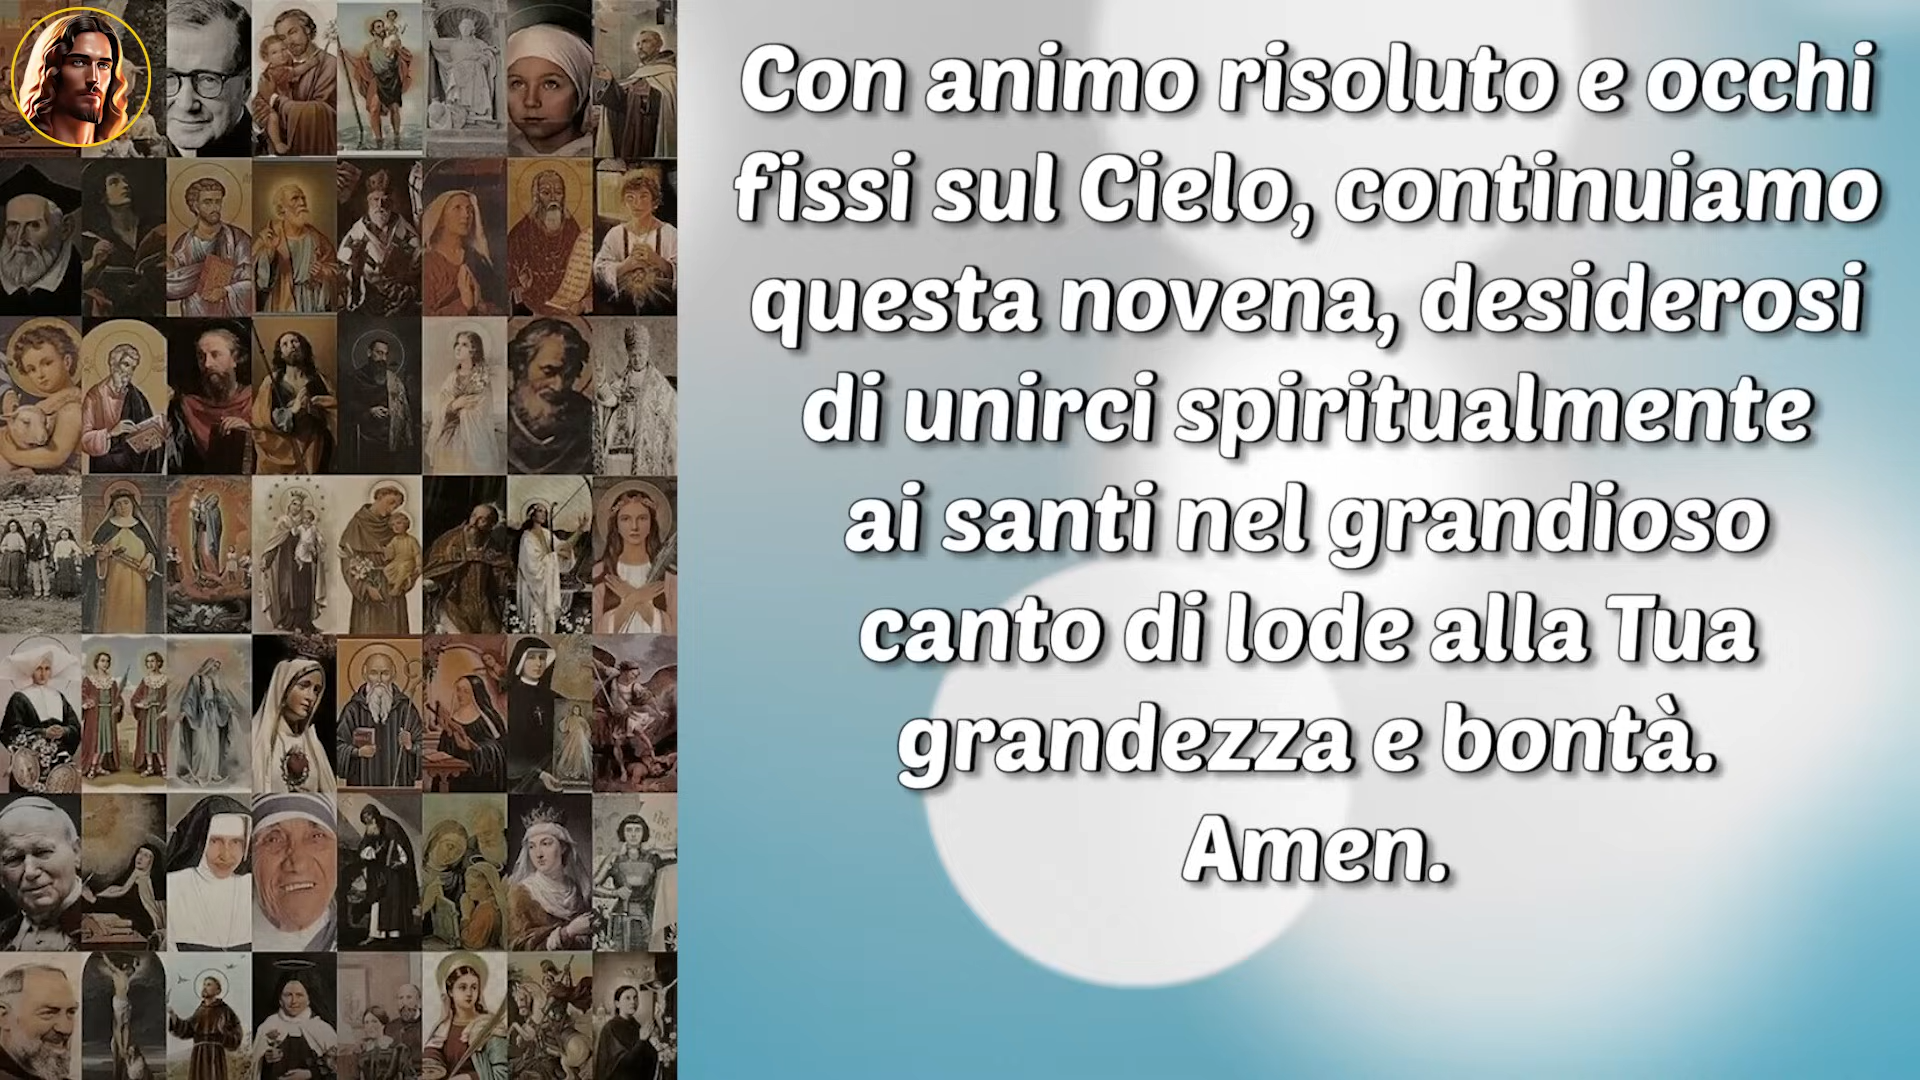 Con animo risoluto e occhi
fissi sul Cielo, continuiamo
questa novena, desiderosi
di unirci spiritualmente
ai santi nel grandioso
canto di lode alla Tua
grandezza e bontà.
Amen.